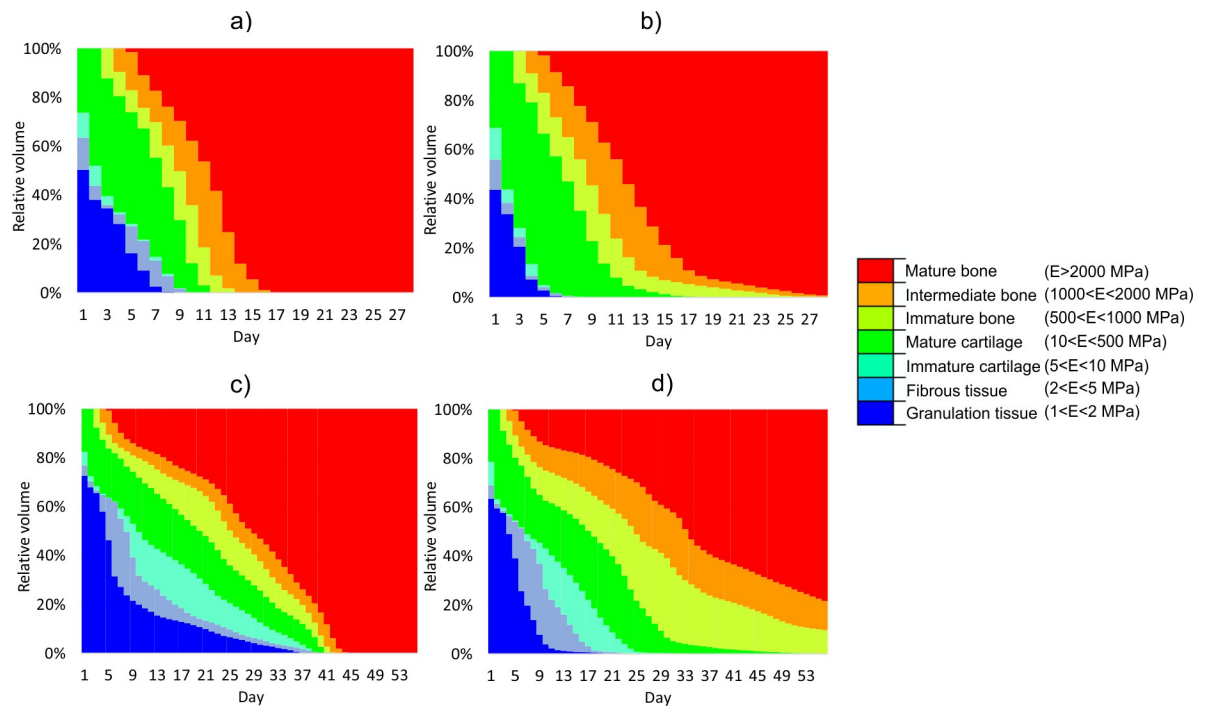 a)
100%
80%
60%
40%
20%
0%
Relative volume
1 3 5 7 9 11 13 15 17 19 21 23 25 27
Day
b)
100%
80%
60%
40%
20%
0%
Relative volume
1 3 5 7 9 11 13 15 17 19 21 23 25 27
Day
c)
100%
80%
60%
40%
20%
0%
Relative volume
1 5 9 13 17 21 25 29 33 37 41 45 49 53
Day
d)
100%
80%
60%
40%
20%
0%
Relative volume
1 5 9 13 17 21 25 29 33 37 41 45 49 53
Day
Mature bone (E>2000 MPa)
Intermediate bone (1000<E<2000 MPa)
Immature bone (500<E<1000 MPa)
Mature cartilage (10<E<500 MPa)
Immature cartilage (5<E<10 MPa)
Fibrous tissue (2<E<5 MPa)
Granulation tissue (1<E<2 MPa)